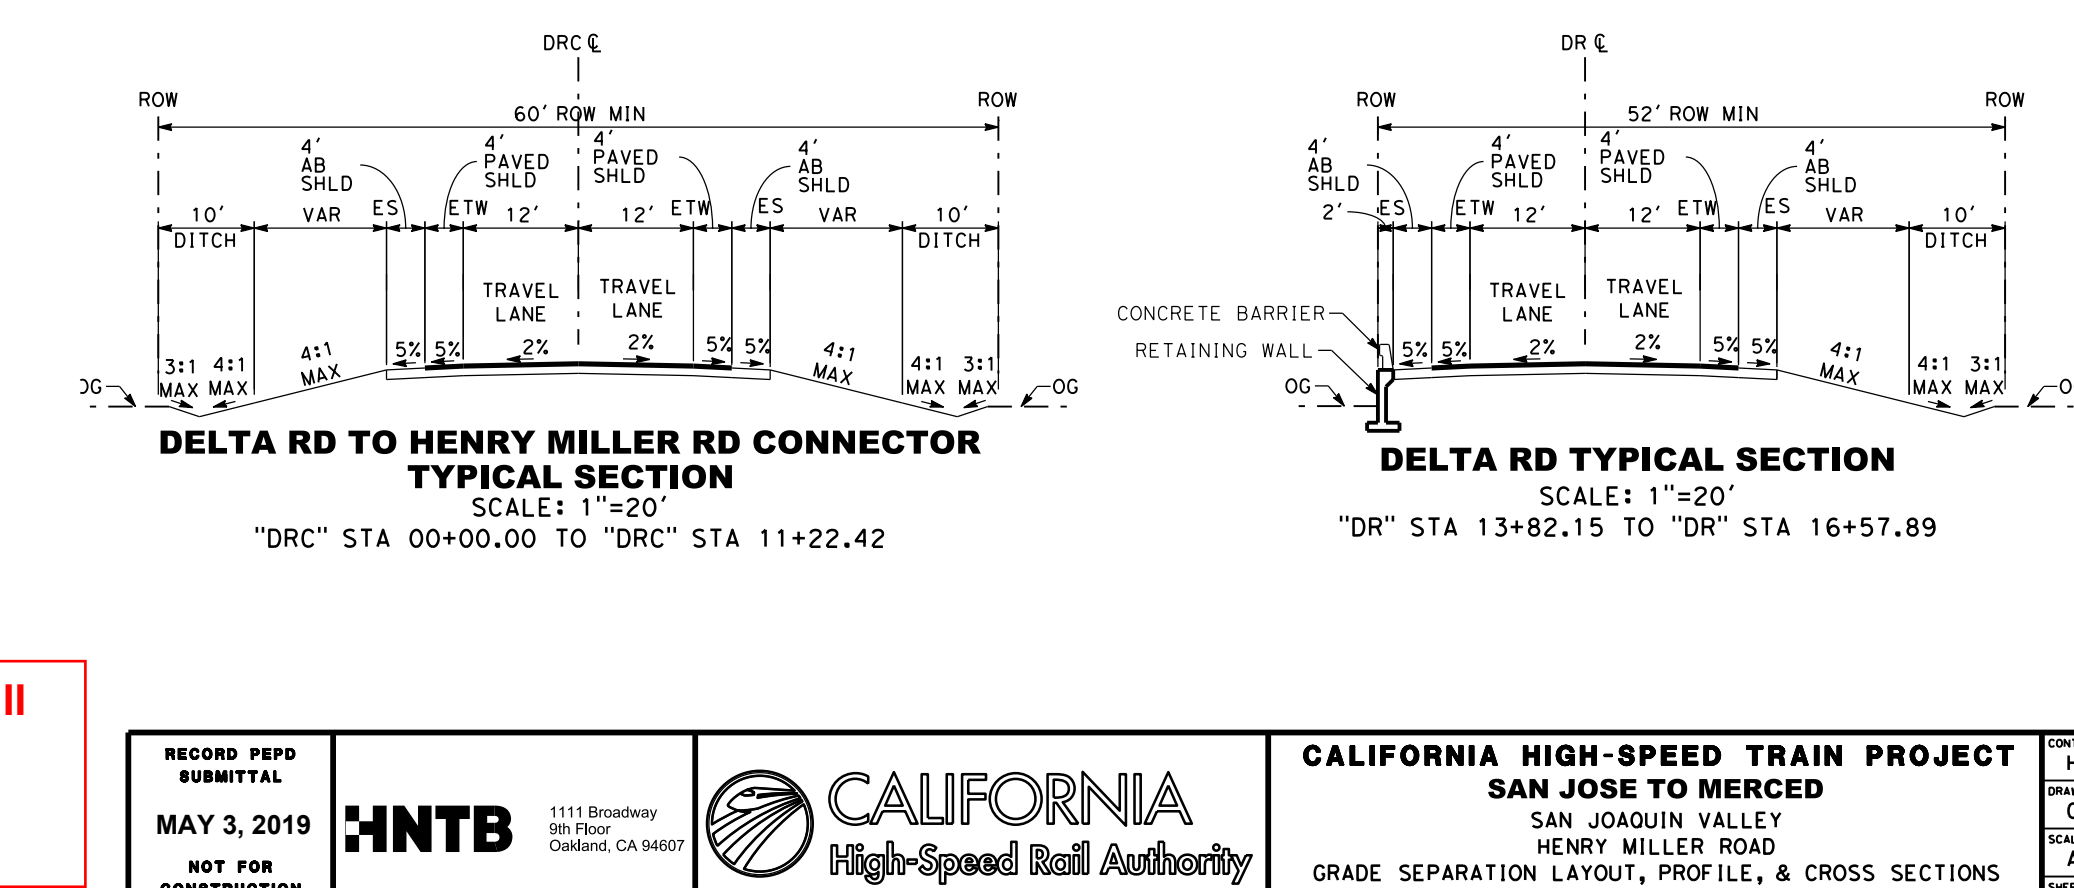 DRC ℄
ROW
ROW
60' ROW MIN
4'
AB
SHLD
4'
PAVED
SHLD
4'
PAVED
SHLD
4'
AB
SHLD
10'
VAR
ES
ETW
12'
12'
ETW
ES
VAR
10'
DITCH
DITCH
TRAVEL
LANE
TRAVEL
LANE
3:1
MAX
4:1
MAX
4:1
MAX
5%
5%
2%
2%
5%
5%
4:1
MAX
4:1
MAX
3:1
MAX
OG
DELTA RD TO HENRY MILLER RD CONNECTOR
TYPICAL SECTION
SCALE: 1"=20'
"DRC" STA 00+00.00 TO "DRC" STA 11+22.42
DR ℄
ROW
ROW
52' ROW MIN
4'
AB
SHLD
4'
PAVED
SHLD
4'
PAVED
SHLD
4'
AB
SHLD
2'
ES
ETW
12'
12'
ETW
ES
VAR
10'
DITCH
TRAVEL
LANE
TRAVEL
LANE
CONCRETE BARRIER
RETAINING WALL
OG
5%
5%
2%
2%
5%
5%
4:1
MAX
4:1
MAX
3:1
MAX
DELTA RD TYPICAL SECTION
SCALE: 1"=20'
"DR" STA 13+82.15 TO "DR" STA 16+57.89
II
RECORD PEPD
SUBMITTAL
MAY 3, 2019
NOT FOR
CONSTRUCTION
HNTB
1111 Broadway
9th Floor
Oakland, CA 94607
CALIFORNIA
High-Speed Rail Authority
CALIFORNIA HIGH-SPEED TRAIN PROJECT
SAN JOSE TO MERCED
SAN JOAQUIN VALLEY
HENRY MILLER ROAD
GRADE SEPARATION LAYOUT, PROFILE, & CROSS SECTIONS